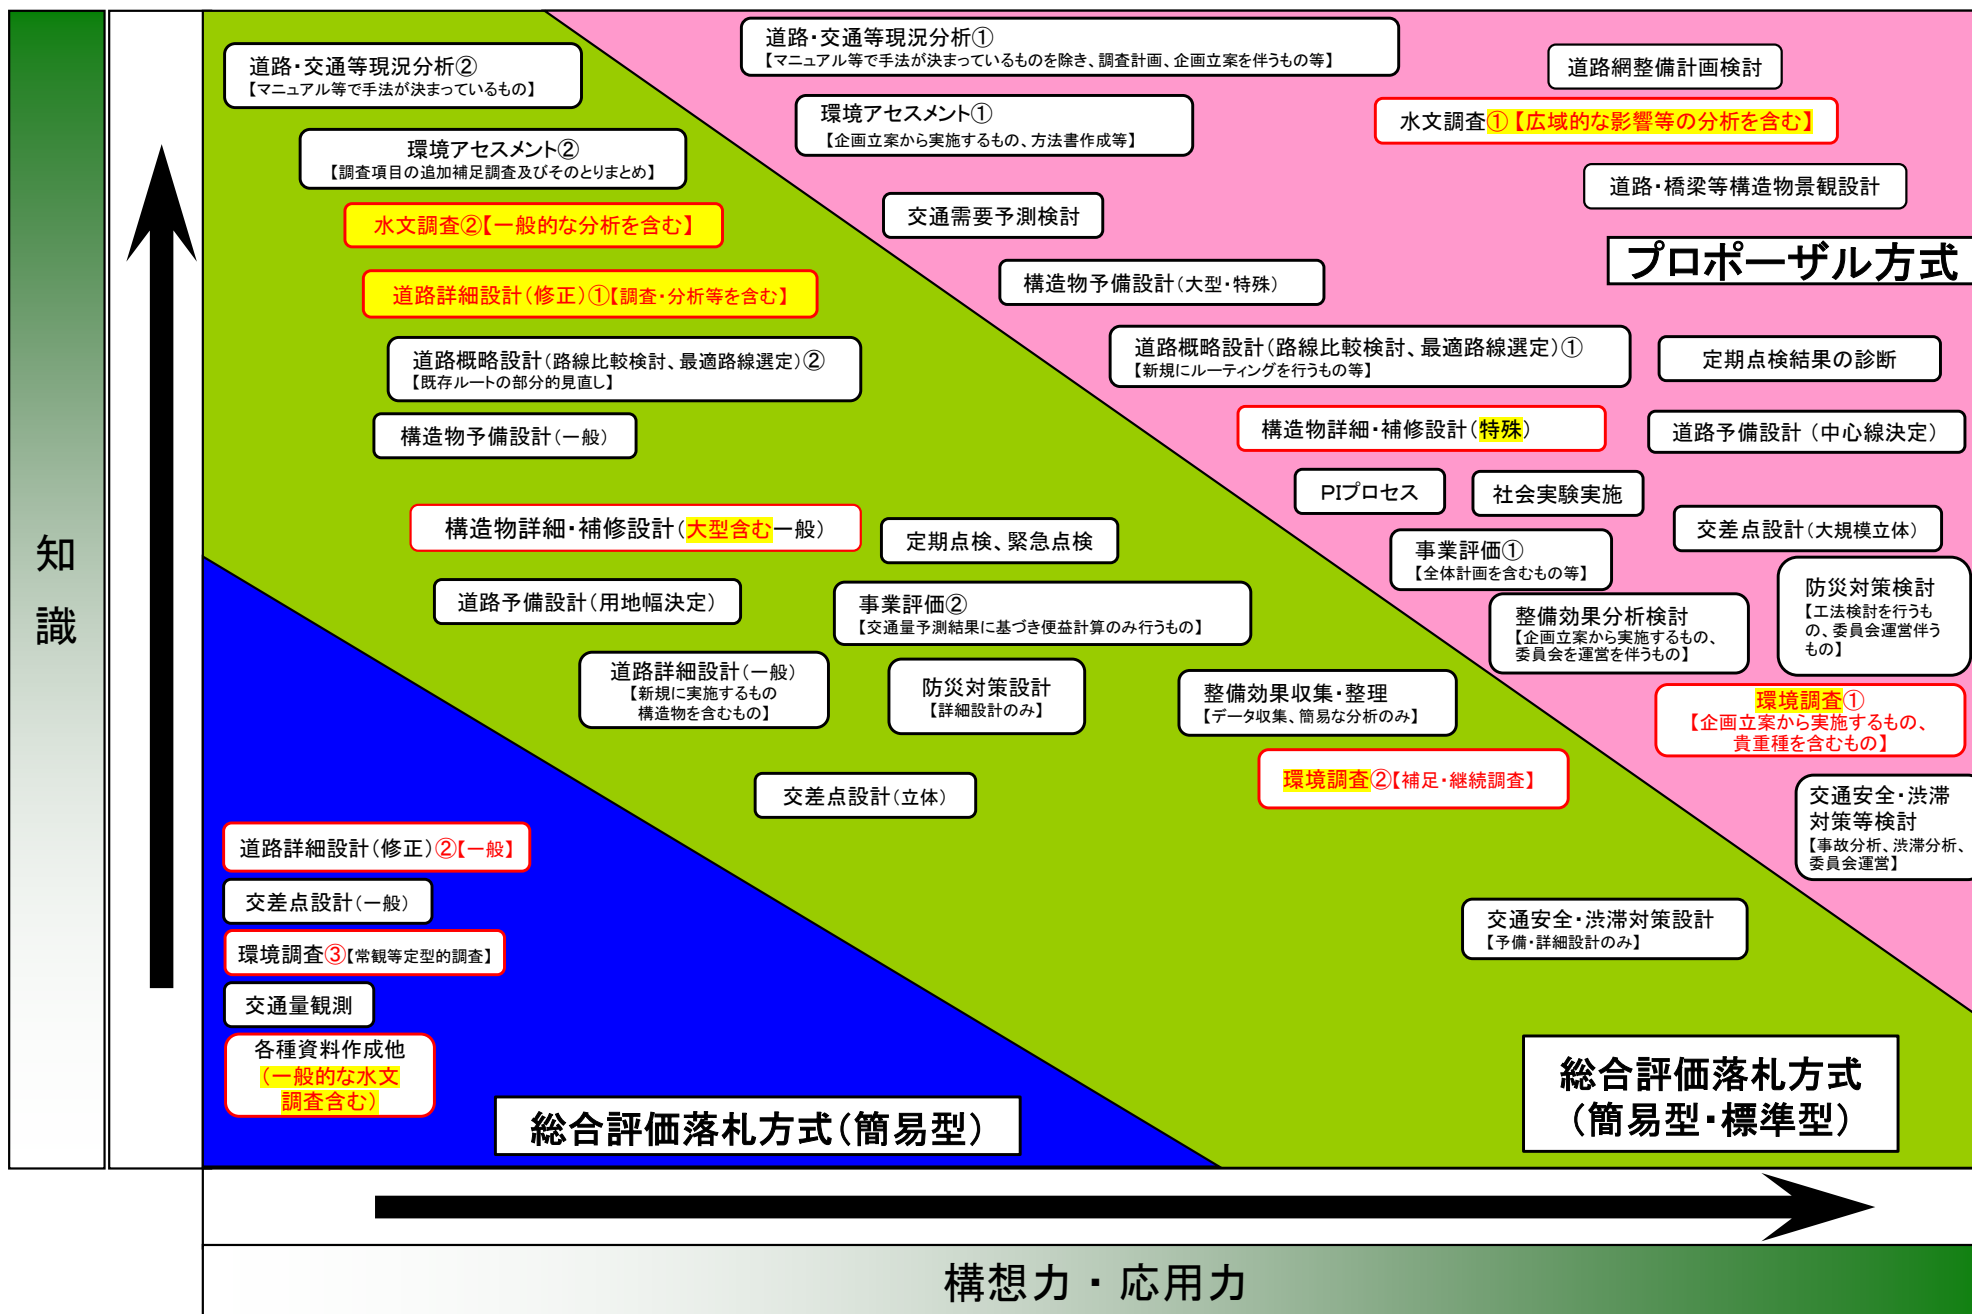 道路・交通等現況分析②
【マニュアル等で手法が決まっているもの】
道路・交通等現況分析①
【マニュアル等で手法が決まっているものを除き、調査計画、企画立案を伴うもの等】
道路網整備計画検討
環境アセスメント①
【企画立案から実施するもの、方法書作成等】
水文調査①【広域的な影響等の分析を含む】
環境アセスメント②
【調査項目の追加補足調査及びそのとりまとめ】
道路・橋梁等構造物景観設計
水文調査②【一般的な分析を含む】
交通需要予測検討
プロポーザル方式
道路詳細設計(修正)①【調査・分析等を含む】
構造物予備設計(大型・特殊)
道路概略設計(路線比較検討、最適路線選定)②
【既存ルートの部分的見直し】
道路概略設計(路線比較検討、最適路線選定)①
【新規にルーティングを行うもの等】
定期点検結果の診断
構造物予備設計(一般)
構造物詳細・補修設計(特殊)
道路予備設計(中心線決定)
PIプロセス
社会実験実施
構造物詳細・補修設計(大型含む一般)
定期点検、緊急点検
交差点設計(大規模立体)
事業評価①
【全体計画を含むもの等】
知
識
道路予備設計(用地幅決定)
事業評価②
【交通量予測結果に基づき便益計算のみ行うもの】
整備効果分析検討
【企画立案から実施するもの、
委員会を運営を伴うもの】
防災対策検討
【工法検討を行うも
の、委員会運営伴う
もの】
道路詳細設計(一般)
【新規に実施するもの
構造物を含むもの】
防災対策設計
【詳細設計のみ】
整備効果収集・整理
【データ収集、簡易な分析のみ】
環境調査①
【企画立案から実施するもの、
貴重種を含むもの】
交差点設計(立体)
環境調査②【補足・継続調査】
交通安全・渋滞
対策等検討
【事故分析、渋滞分析、
委員会運営】
道路詳細設計(修正)②【一般】
交差点設計(一般)
交通安全・渋滞対策設計
【予備・詳細設計のみ】
環境調査③【常観等定型的調査】
交通量観測
各種資料作成他
(一般的な水文
調査含む)
総合評価落札方式(簡易型)
総合評価落札方式
(簡易型・標準型)
構想力・応用力